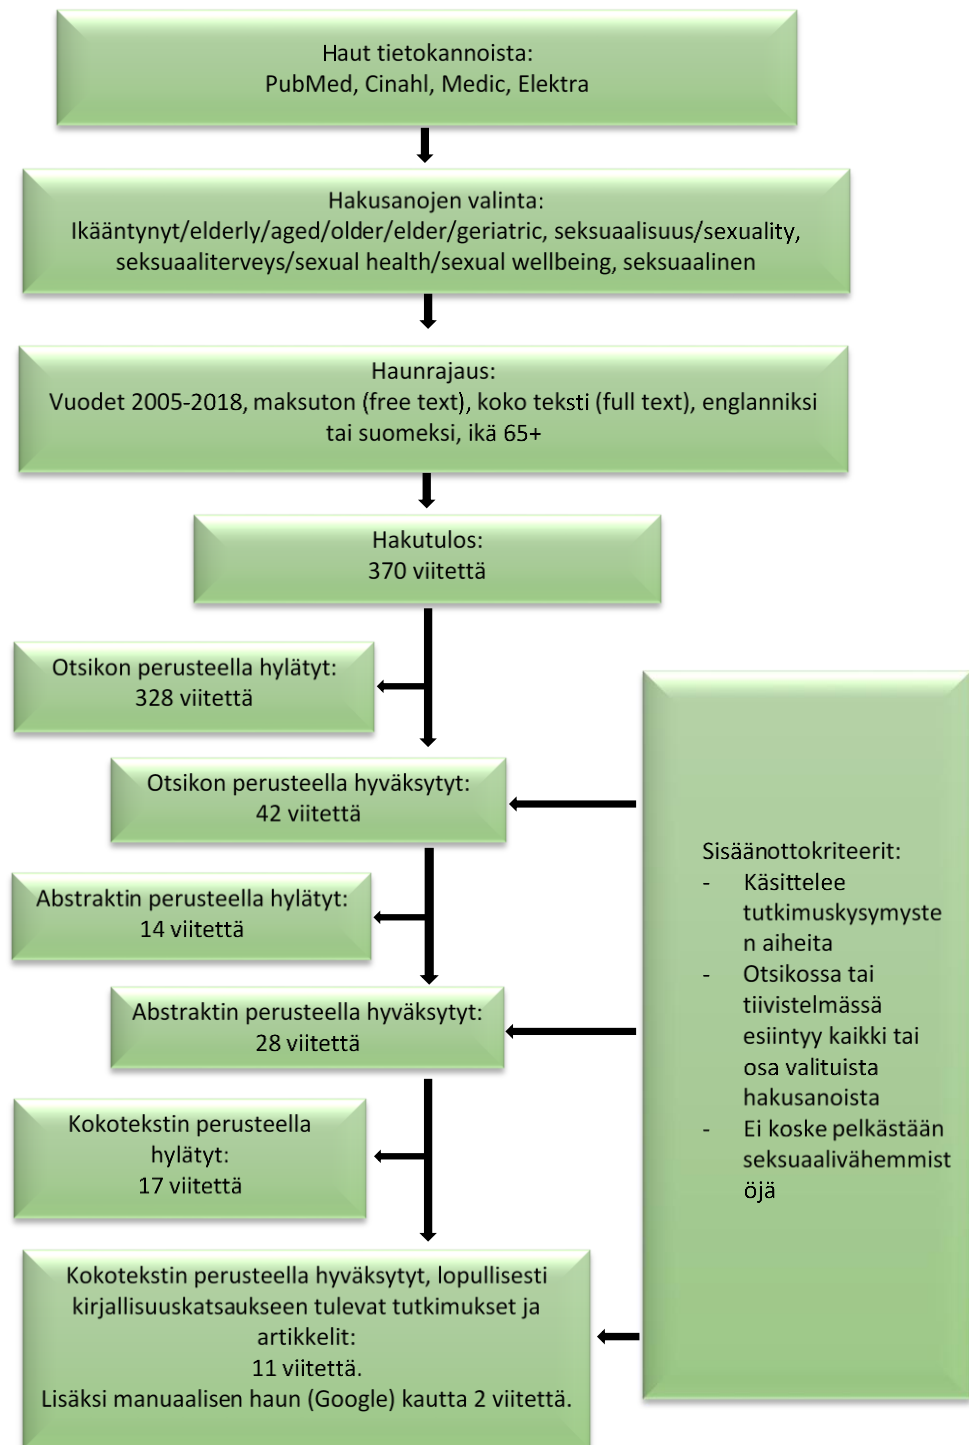 Haut tietokannoista:
PubMed, Cinahl, Medic, Elektra
Hakusanojen valinta:
Ikääntynyt/elderly/aged/older/elder/geriatric, seksuaalisuus/sexuality,
seksuaaliterveys/sexual health/sexual wellbeing, seksuaalinen
Haunrajaus:
Vuodet 2005-2018, maksuton (free text), koko teksti (full text), englanniksi
tai suomeksi, ikä 65+
Hakutulos:
370 viitettä
Otsikon perusteella hylätyt:
328 viitettä
Otsikon perusteella hyväksytyt:
42 viitettä
Abstraktin perusteella hylätyt:
14 viitettä
Abstraktin perusteella hyväksytyt:
28 viitettä
Kokotekstin perusteella
hylätyt:
17 viitettä
Kokotekstin perusteella hyväksytyt, lopullisesti
kirjallisuuskatsaukseen tulevat tutkimukset ja
artikkelit:
11 viitettä.
Lisäksi manuaalisen haun (Google) kautta 2 viitettä.
Sisäänottokriteerit:
- Käsittelee
tutkimuskysymyste
n aiheita
- Otsikossa tai
tiivistelmässä
esiintyy kaikki tai
osa valituista
hakusanoista
- Ei koske pelkästään
seksuaalivähemmist
öjä